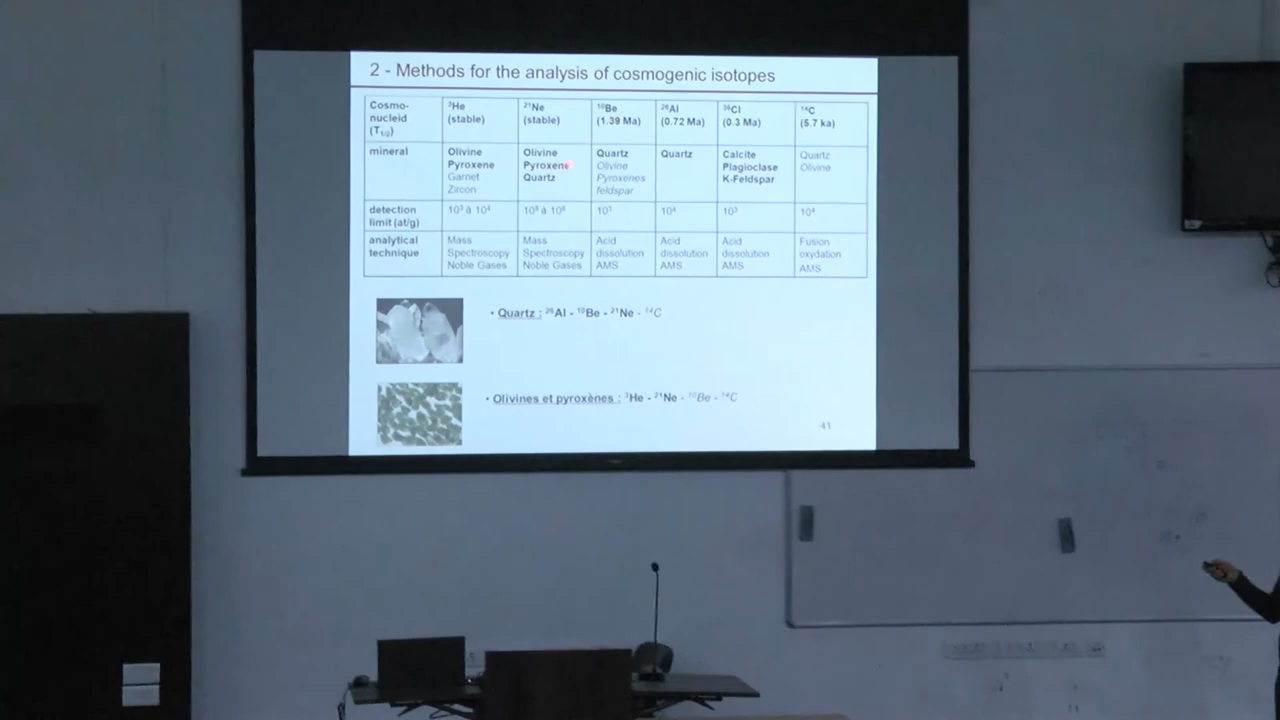 2 - Methods for the analysis of cosmogenic isotopes
Cosmo-
nucleid
(T1/2)
³He
(stable)
²¹Ne
(stable)
¹⁰Be
(1.39 Ma)
²⁶Al
(0.72 Ma)
³⁶Cl
(0.3 Ma)
¹⁴C
(5.7 ka)
mineral
Olivine
Pyroxene
Garnet
Zircon
Olivine
Pyroxene
Quartz
Quartz
Olivine
Pyroxenes
feldspar
Quartz
Calcite
Plagioclase
K-Feldspar
Quartz
Olivine
detection
limit (at/g)
à 10⁴
à
10³
10⁴
10³
10⁴
analytical
technique
Mass
Spectroscopy
Noble Gases
Mass
Spectroscopy
Noble Gases
Acid
dissolution
AMS
Acid
dissolution
AMS
Acid
dissolution
AMS
Fusion
oxydation
AMS
• Quartz : ²⁶Al - ¹⁰Be - ²¹Ne - ¹⁴C
• Olivines et pyroxènes : ³He - ²¹Ne - ¹⁰Be - ¹⁴C
41